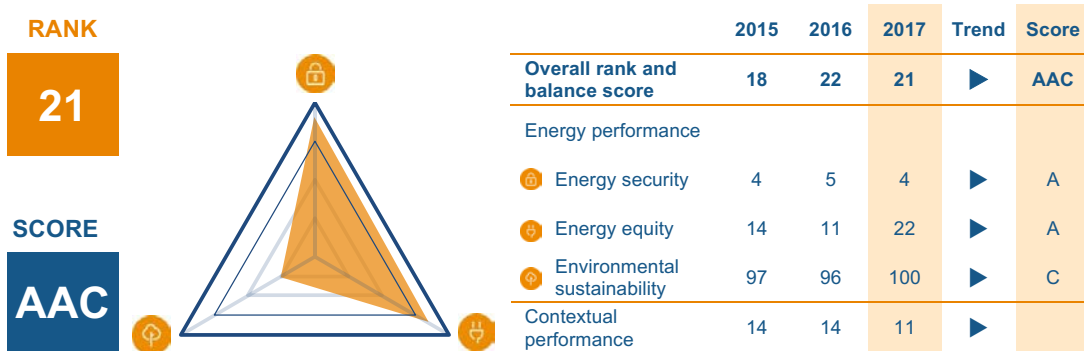 RANK
21
SCORE
AAC
2015 2016 2017 Trend Score
Overall rank and
balance score 18 22 21 AAC
Energy performance
Energy security 4 5 4 A
Energy equity 14 11 22 A
Environmental
sustainability 97 96 100 C
Contextual
performance 14 14 11